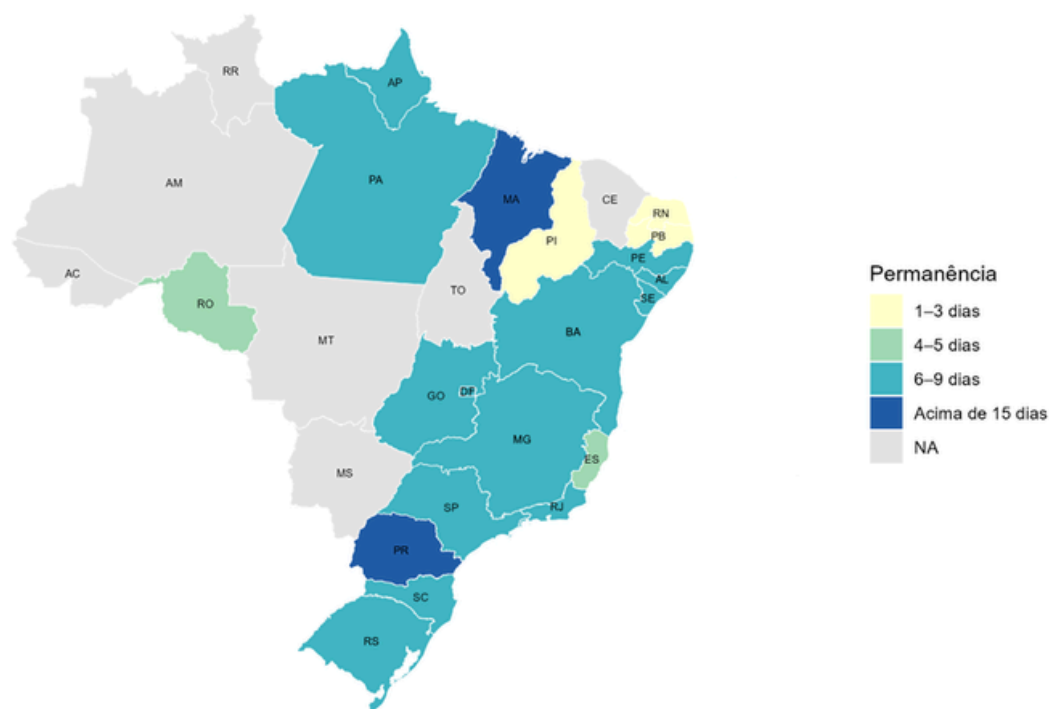 RR
AP
AM
PA
MA
CE
RN
PB
PI
PE
AL
SE
AC
RO
TO
BA
MT
GO
DF
MG
ES
MS
SP
RJ
PR
SC
RS
Permanência
1–3 dias
4–5 dias
6–9 dias
Acima de 15 dias
NA